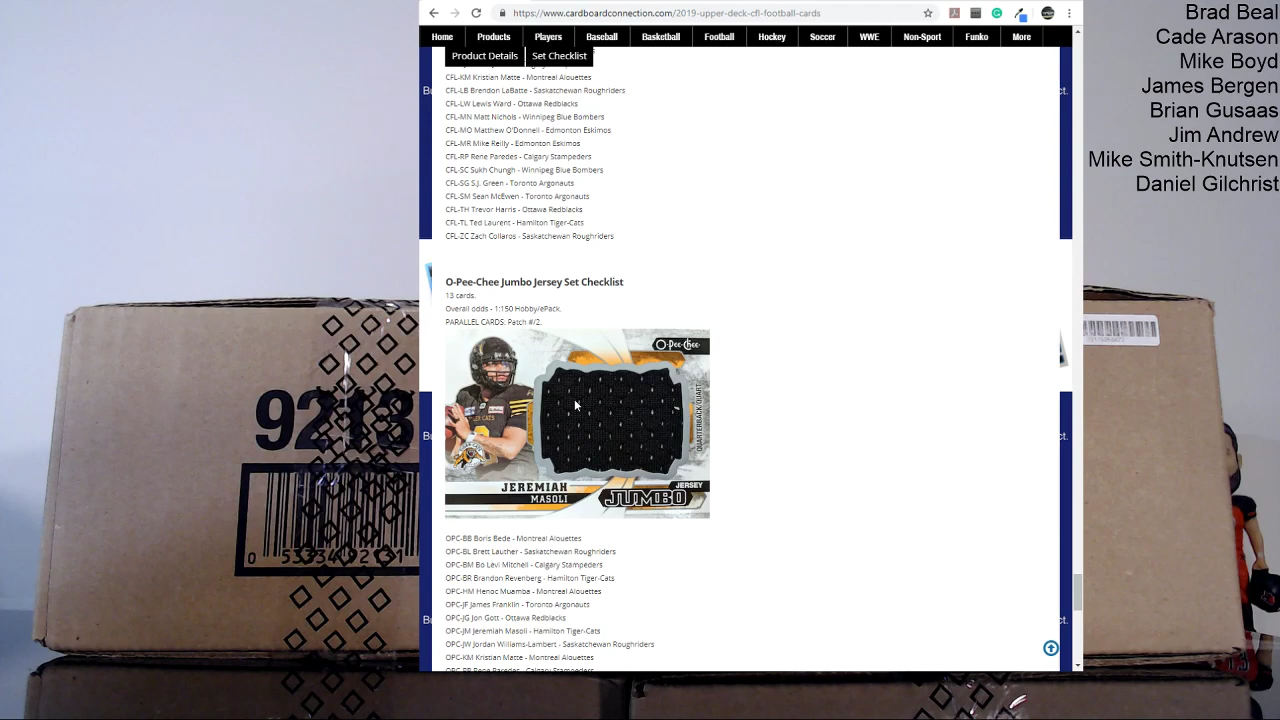 https://www.cardboardconnection.com/2019-upper-deck-cfl-football-cards
Home Products Players Baseball Basketball Football Hockey Soccer WWE Non-Sport Funko More
Product Details Set Checklist
CFL-KM Kristian Matte - Montreal Alouettes
CFL-LB Brendon LaBatte - Saskatchewan Roughriders
CFL-LW Lewis Ward - Ottawa Redblacks
CFL-MN Matt Nichols - Winnipeg Blue Bombers
CFL-MO Matthew O'Donnell - Edmonton Eskimos
CFL-MR Mike Reilly - Edmonton Eskimos
CFL-RP Rene Paredes - Calgary Stampeders
CFL-SC Sukh Chungh - Winnipeg Blue Bombers
CFL-SG S.J. Green - Toronto Argonauts
CFL-SM Sean McEwen - Toronto Argonauts
CFL-TH Trevor Harris - Ottawa Redblacks
CFL-TL Ted Laurent - Hamilton Tiger-Cats
CFL-ZC Zach Collaros - Saskatchewan Roughriders
O-Pee-Chee Jumbo Jersey Set Checklist
13 cards.
Overall odds - 1:150 Hobby/ePack.
PARALLEL CARDS: Patch #/2.
O-Pee-Chee
QUARTERBACK/QUART
JEREMIAH
MASOLI
JERSEY
JUMBO
OPC-BB Boris Bede - Montreal Alouettes
OPC-BL Brett Lauther - Saskatchewan Roughriders
OPC-BM Bo Levi Mitchell - Calgary Stampeders
OPC-BR Brandon Revenberg - Hamilton Tiger-Cats
OPC-HM Henoc Muamba - Montreal Alouettes
OPC-JF James Franklin - Toronto Argonauts
OPC-JG Jon Gott - Ottawa Redblacks
OPC-JM Jeremiah Masoli - Hamilton Tiger-Cats
OPC-JW Jordan Williams-Lambert - Saskatchewan Roughriders
OPC-KM Kristian Matte - Montreal Alouettes
Brad Beal
Cade Arason
Mike Boyd
James Bergen
Brian Gusaas
Jim Andrew
Mike Smith-Knutsen
Daniel Gilchrist
9213